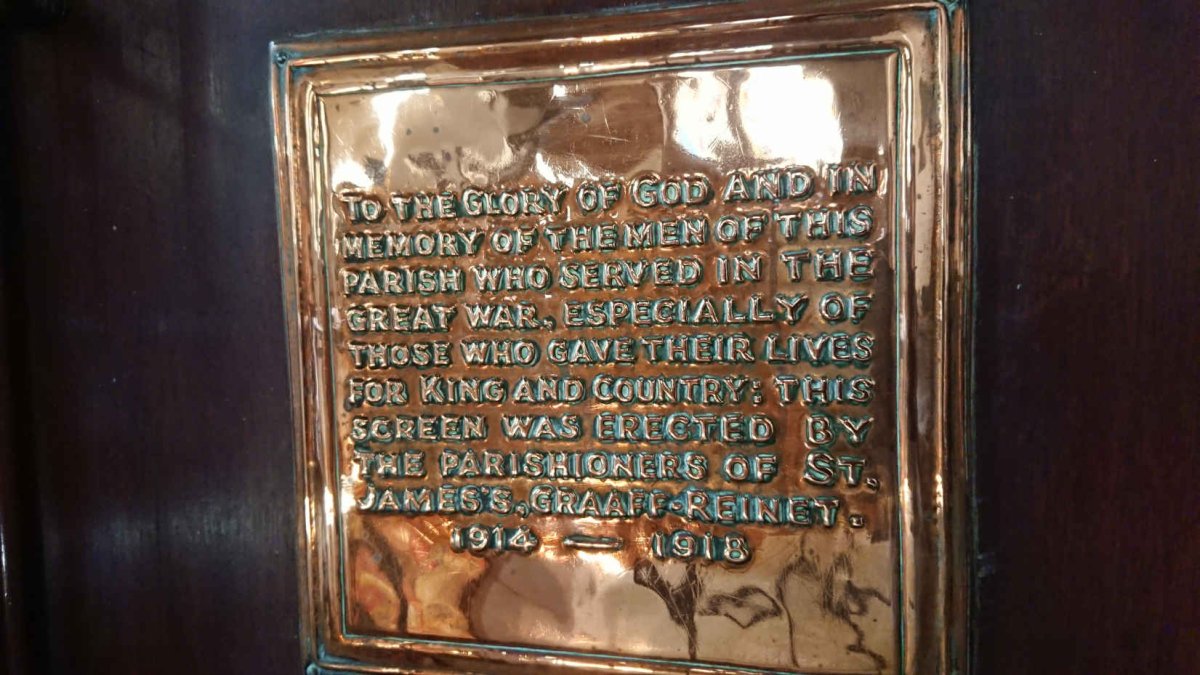 TO THE GLORY OF GOD AND IN
MEMORY OF THE MEN OF THIS
PARISH WHO SERVED IN THE
GREAT WAR, ESPECIALLY OF
THOSE WHO GAVE THEIR LIVES
FOR KING AND COUNTRY: THIS
SCREEN WAS ERECTED BY
THE PARISHIONERS OF ST.
JAMES'S, GRAAFF-REINET.
1914 — 1918